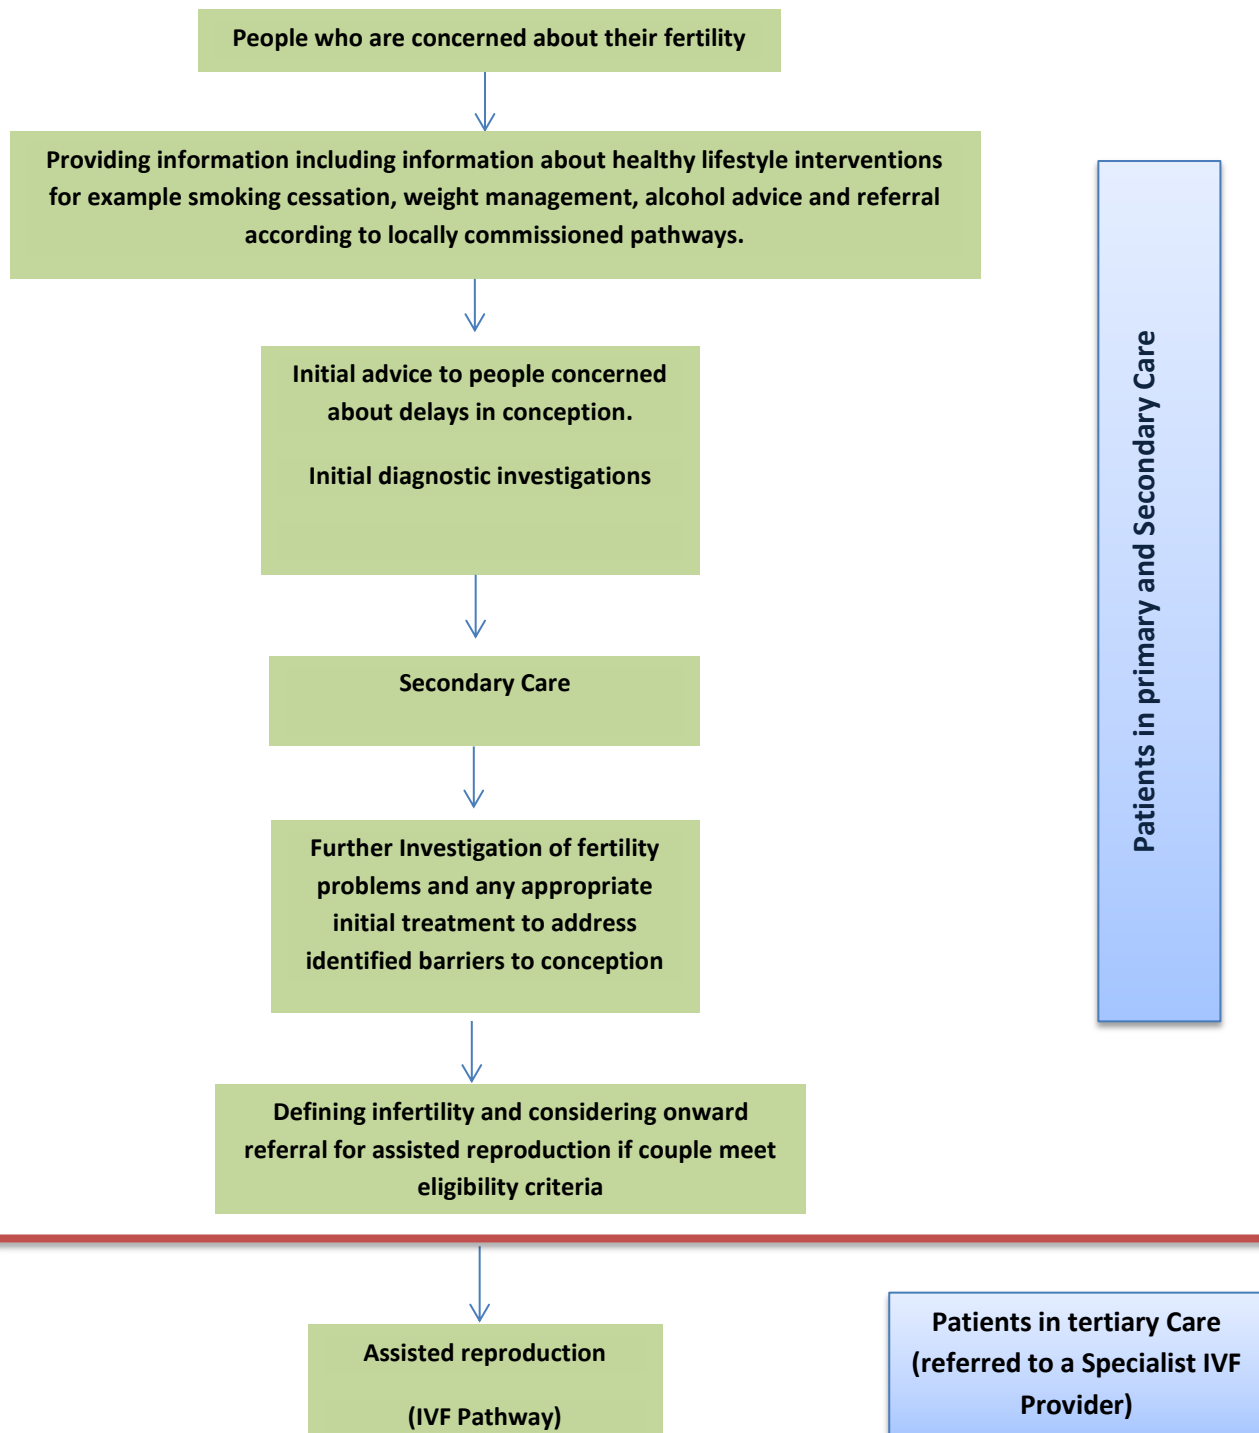 People who are concerned about their fertility
Providing information including information about healthy lifestyle interventions
for example smoking cessation, weight management, alcohol advice and referral
according to locally commissioned pathways.
Initial advice to people concerned
about delays in conception.
Initial diagnostic investigations
Secondary Care
Further Investigation of fertility
problems and any appropriate
initial treatment to address
identified barriers to conception
Defining infertility and considering onward
referral for assisted reproduction if couple meet
eligibility criteria
Patients in primary and Secondary Care
Assisted reproduction
(IVF Pathway)
Patients in tertiary Care
(referred to a Specialist IVF
Provider)